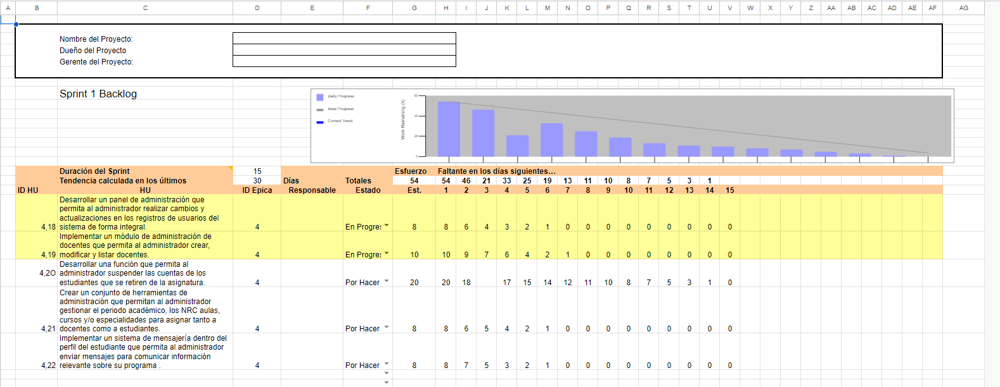 A B C D E F G H I J K L M N O P Q R S T U V W X Y Z AA AB AC AD AE AF AG
Nombre del Proyecto:
Dueño del Proyecto
Gerente del Proyecto:
Sprint 1 Backlog
Daily Progress
Ideal Progress
Current Trend
Work Remaining (h)
60
40
20
0
Duración del Sprint 15 Esfuerzo Faltante en los días siguientes…
Tendencia calculada en los últimos 30 Días Totales 54 54 46 21 33 25 19 13 11 10 8 7 5 3 1
ID HU HU ID Epica Responsable Estado Est. 1 2 3 4 5 6 7 8 9 10 11 12 13 14 15
Desarrollar un panel de administración que
permita al administrador realizar cambios y
actualizaciones en los registros de usuarios del
4,18 sistema de forma integral. 4 En Progres 8 8 6 4 3 2 1 0 0 0 0 0 0 0 0 0
Implementar un módulo de administración de
docentes que permita al administrador crear,
4,19 modificar y listar docentes. 4 En Progres 10 10 9 7 6 4 2 1 0 0 0 0 0 0 0 0
Desarrollar una función que permita al
4,2O administrador suspender las cuentas de los
estudiantes que se retiren de la asignatura. 4 Por Hacer 20 20 18 17 15 14 12 11 10 8 7 5 3 1 0
Crear un conjunto de herramientas de
administración que permitan al administrador
gestionar el periodo académico, los NRC aulas,
cursos y/o especialidades para asignar tanto a
4,21 docentes como a estudiantes. 4 Por Hacer 8 8 6 5 4 2 1 0 0 0 0 0 0 0 0 0
Implementar un sistema de mensajería dentro del
perfil del estudiante que permita al administrador
enviar mensajes para comunicar información
4,22 relevante sobre su programa . 4 Por Hacer 8 8 7 5 3 2 1 0 0 0 0 0 0 0 0 0